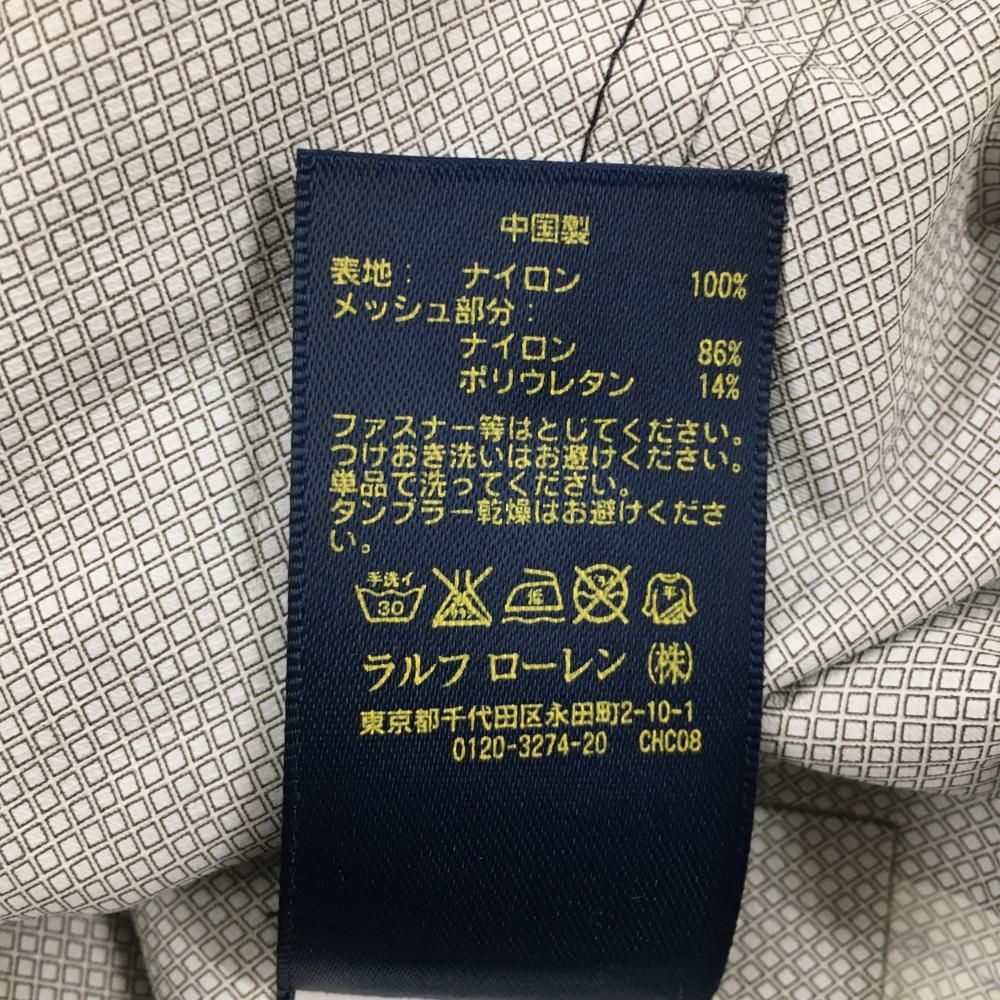 中国製
表地: ナイロン 100%
メッシュ部分:
ナイロン 86%
ポリウレタン 14%
ファスナー等はとじてください。
つけおき洗いはお避けください。
単品で洗ってください。
タンブラー乾燥はお避けくださ
い。
手洗イ 30 低 手
ラルフ ローレン (株)
東京都千代田区永田町2-10-1
0120-3274-20 CHC08